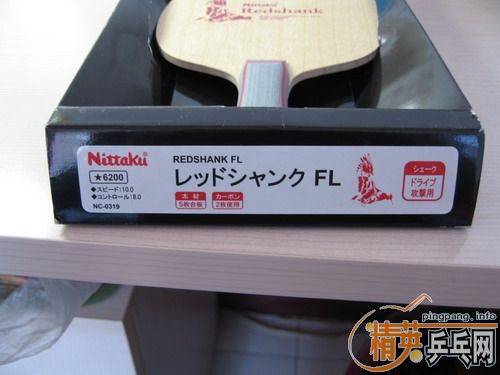 Nittaku
Redshank
Nittaku
★6200
◆スピード:10.0
◆コントロール:8.0
NC-0319
REDSHANK FL
レッドシャンク FL
木材
5枚合板
カーボン
2枚使用
シェーク
ドライブ
攻撃用
pingpang.info
精英乒乓网